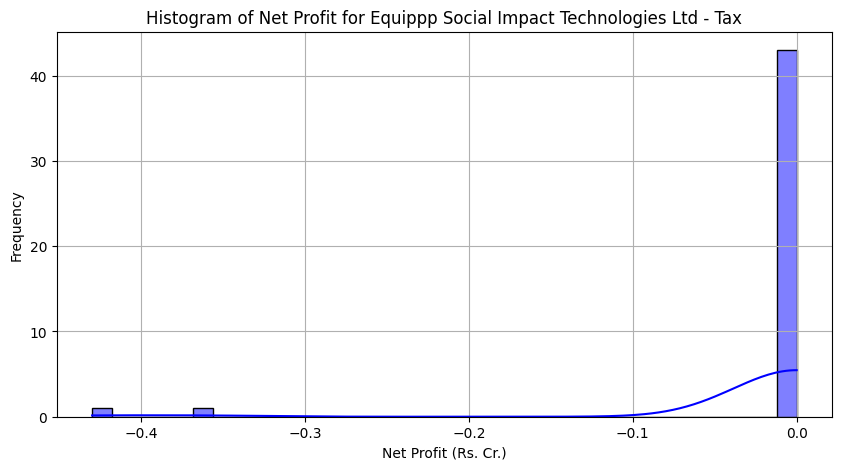 Histogram of Net Profit for Equippp Social Impact Technologies Ltd - Tax
Frequency
40
30
20
10
0
−0.4 −0.3 −0.2 −0.1 0.0
Net Profit (Rs. Cr.)